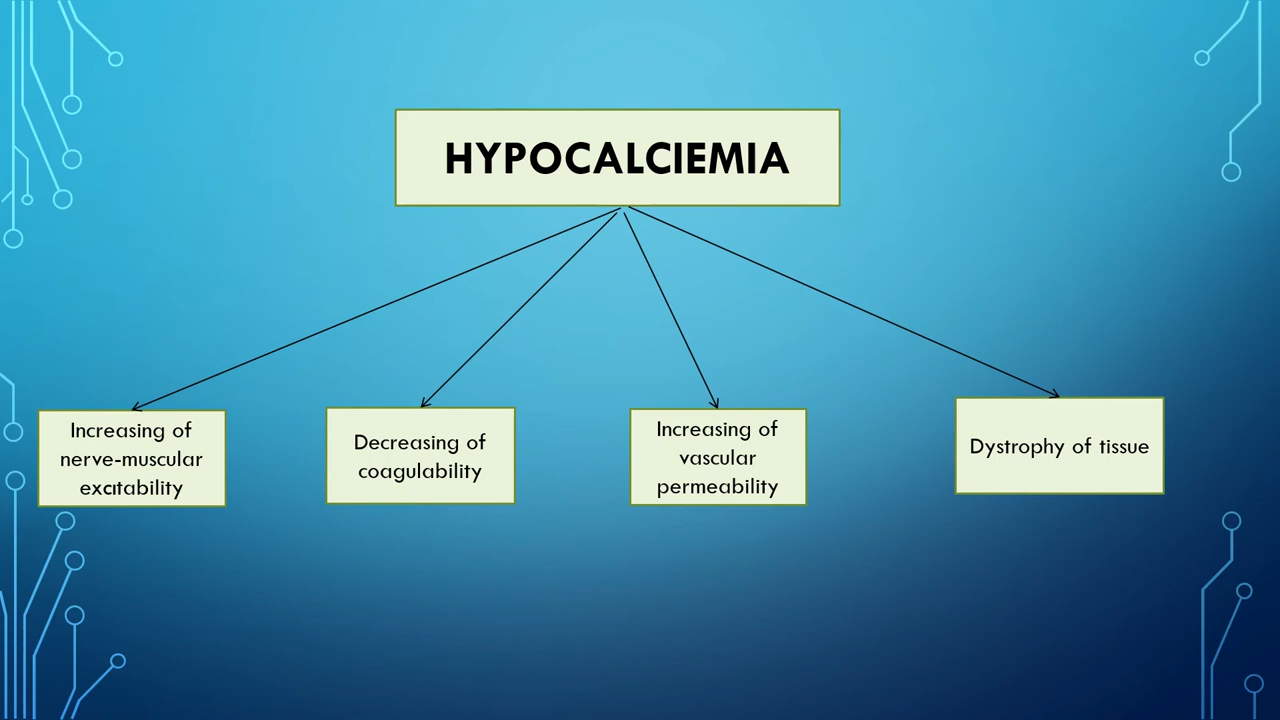 HYPOCALCIEMIA
Increasing of
nerve-muscular
excitability
Decreasing of
coagulability
Increasing of
vascular
permeability
Dystrophy of tissue